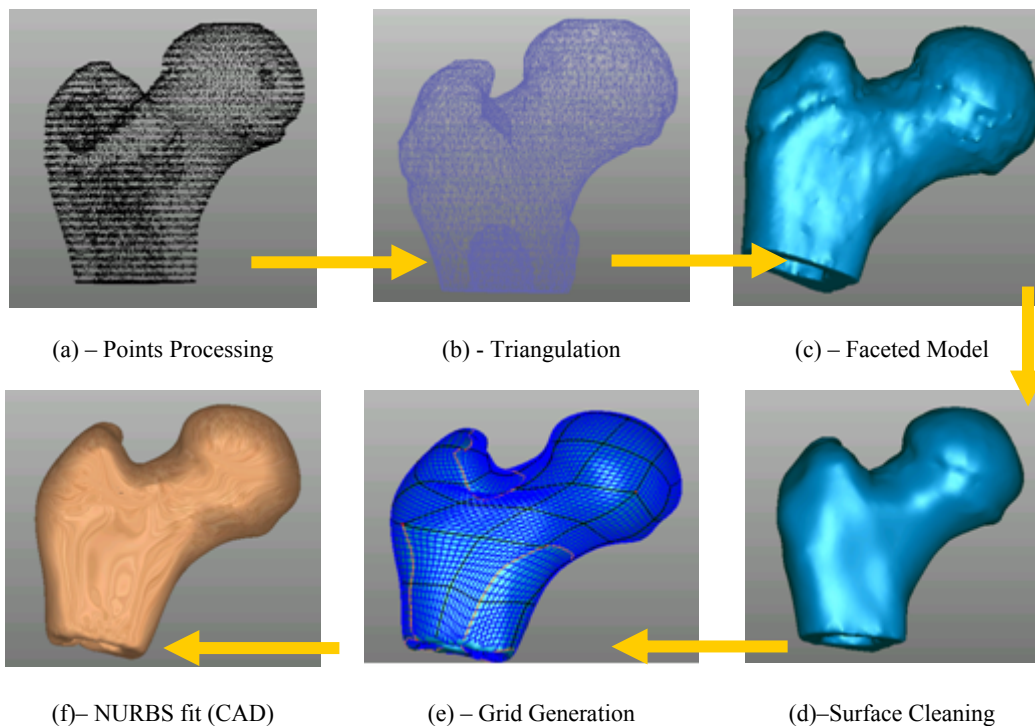 (a) – Points Processing
(b) - Triangulation
(c) – Faceted Model
(f)– NURBS fit (CAD)
(e) – Grid Generation
(d)–Surface Cleaning